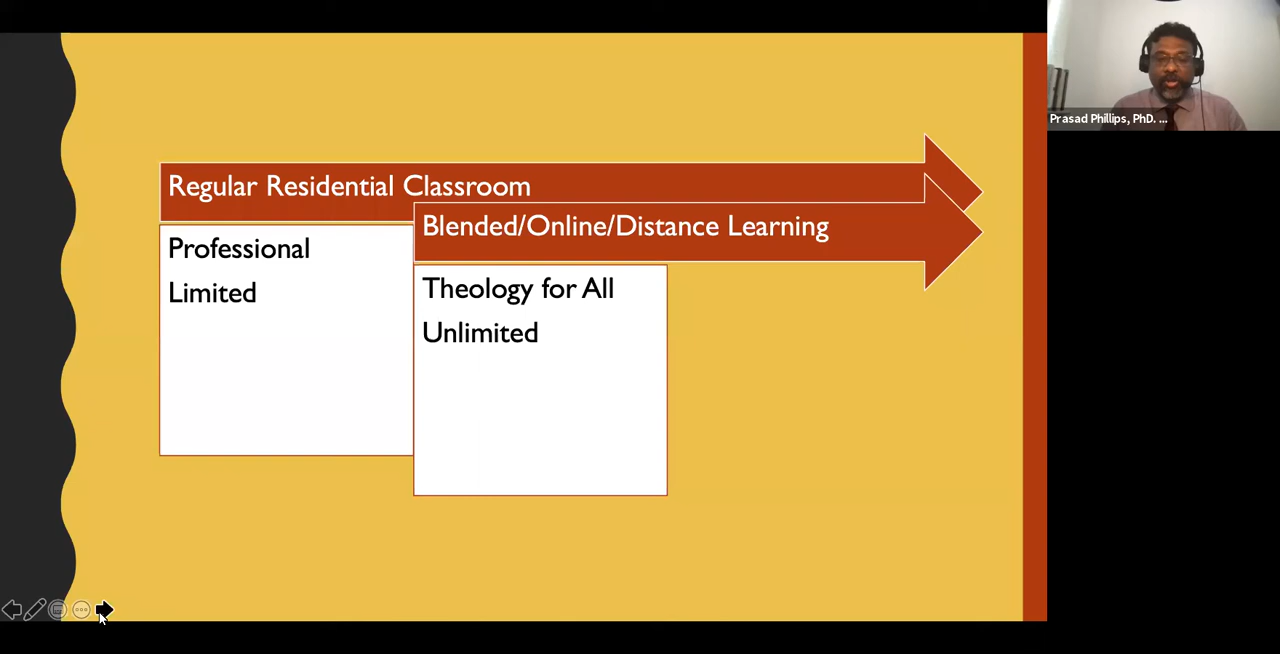 Prasad Phillips, PhD. ...
Regular Residential Classroom
Blended/Online/Distance Learning
Professional
Limited
Theology for All
Unlimited